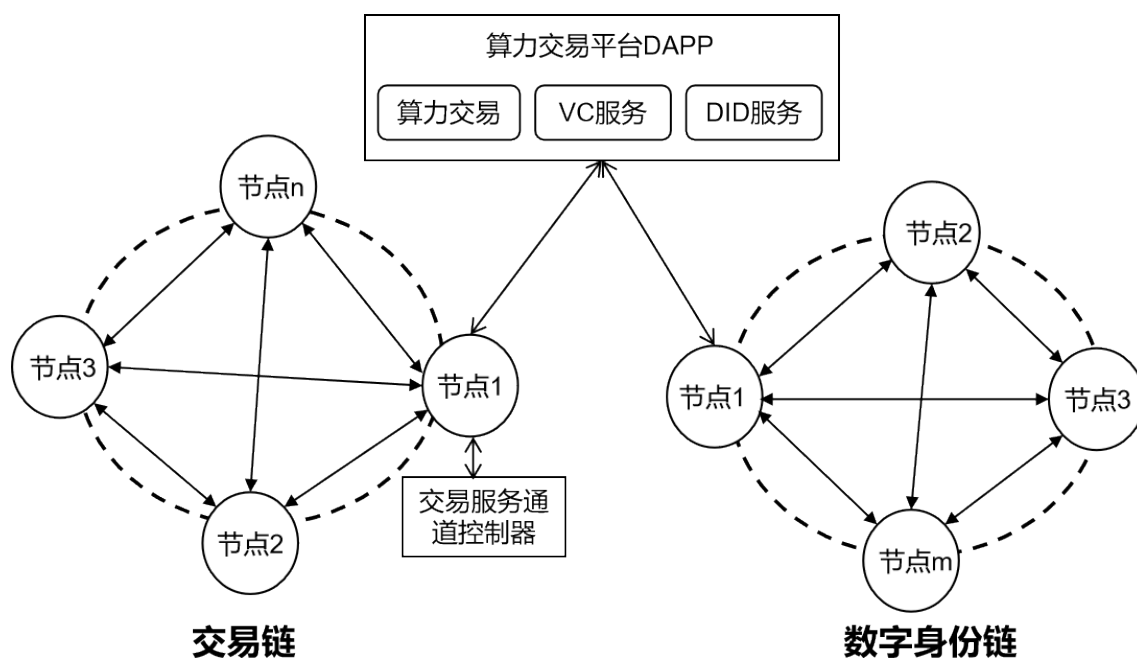 算力交易平台DAPP
算力交易
VC服务
DID服务
节点n
节点3
节点1
节点2
交易服务通
道控制器
交易链
节点2
节点1
节点3
节点m
数字身份链